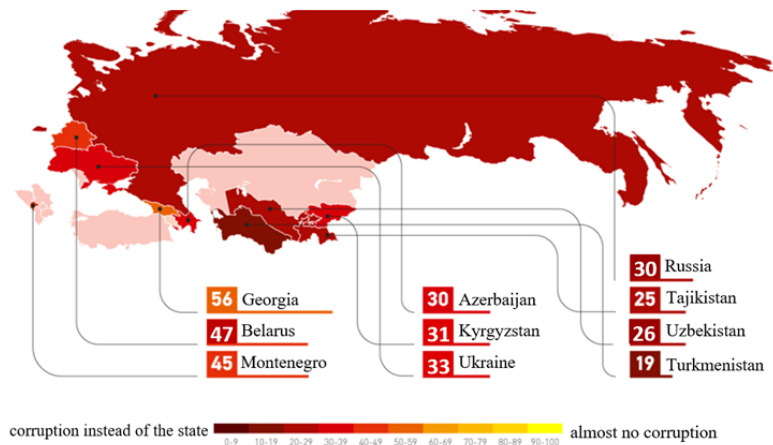 56 Georgia
47 Belarus
45 Montenegro
30 Azerbaijan
31 Kyrgyzstan
33 Ukraine
30 Russia
25 Tajikistan
26 Uzbekistan
19 Turkmenistan
corruption instead of the state
0-9 10-19 20-29 30-39 40-49 50-59 60-69 70-79 80-89 90-100
almost no corruption